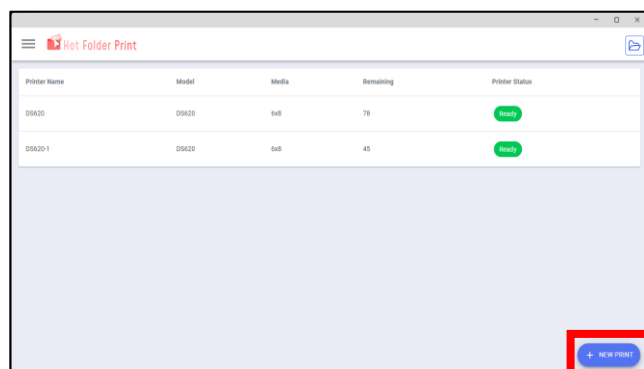 Hot Folder Print
Printer Name Model Media Remaining Printer Status
DS620 DS620 6x8 78 Ready
DS620-1 DS620 6x8 45 Ready
+ NEW PRINT